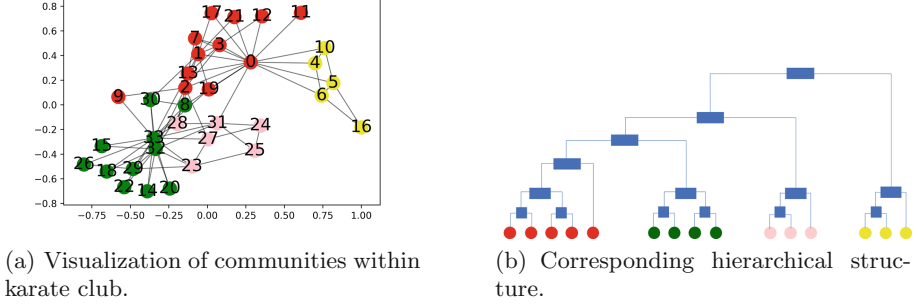 0.8
0.6
0.4
0.2
0.0
−0.2
−0.4
−0.6
−0.8
−0.75 −0.50 −0.25 0.00 0.25 0.50 0.75 1.00
17 21 12 11
7 3 1 0 10 4
13 2 19 5 6
9 30 8 16
28 31 24
33 32 27 25
15 26 18 29 23
22 14 20
(a) Visualization of communities within
karate club.
(b) Corresponding hierarchical struc-
ture.